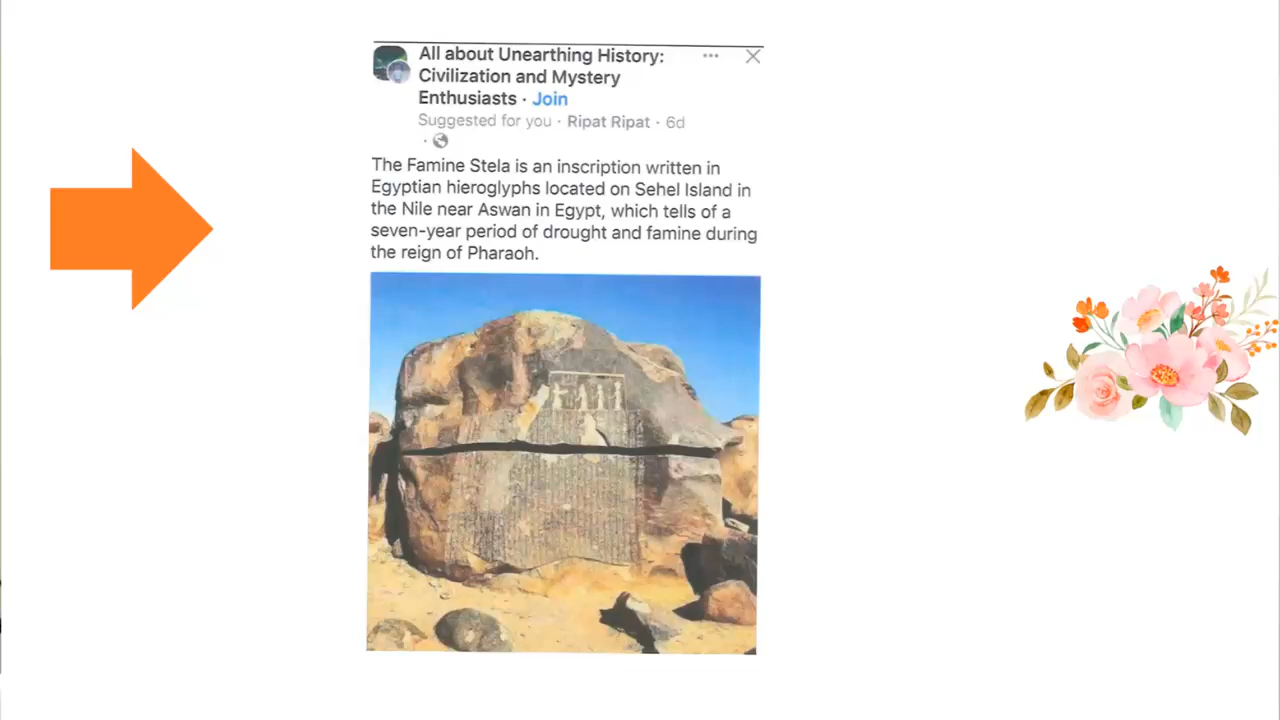 All about Unearthing History:
Civilization and Mystery
Enthusiasts · Join
Suggested for you · Ripat Ripat · 6d
The Famine Stela is an inscription written in
Egyptian hieroglyphs located on Sehel Island in
the Nile near Aswan in Egypt, which tells of a
seven-year period of drought and famine during
the reign of Pharaoh.